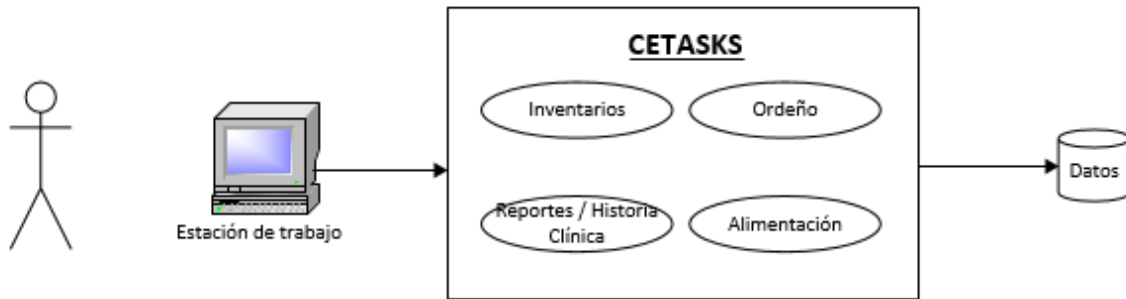 CETASKS
Inventarios
Ordeño
Estación de trabajo
Reportes / Historia
Clínica
Alimentación
Datos